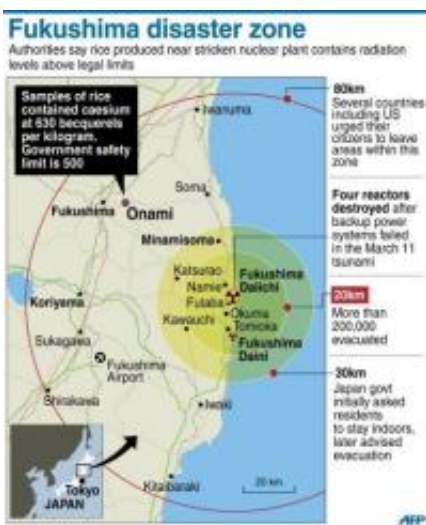 Fukushima disaster zone
Authorities say rice produced near stricken nuclear plant contains radiation
levels above legal limits
Samples of rice
contained caesium
at 630 becquerels
per kilogram.
Government safety
limit is 500
80km
Several countries
including US
urged their
citizens to leave
areas within this
zone
Iwanuma
Soma
Fukushima
Onami
Minamisoma
Four reactors
destroyed after
backup power
systems failed
in the March 11
tsunami
Katsurao
Namie
Futaba
Fukushima
Daiichi
Koriyama
Okuma
Kawauchi
Tomioka
Fukushima
Daini
20km
More than
200,000
evacuated
Sukagawa
Fukushima
Airport
Shirakawa
Iwaki
30km
Japan govt
initially asked
residents
to stay indoors,
later advised
evacuation
Tokyo
JAPAN
Kitaibaraki
20 km
AFP